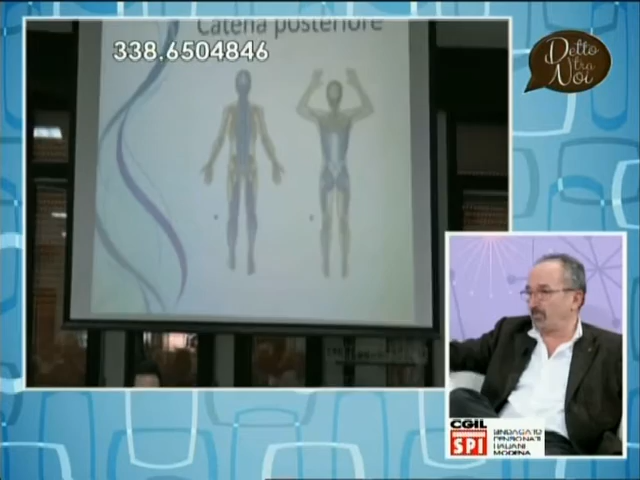 Catena posteriore
338.6504846
Detto
tra
Noi
CGIL
SPI
SINDACATO
PENSIONATI
ITALIANI
MODENA